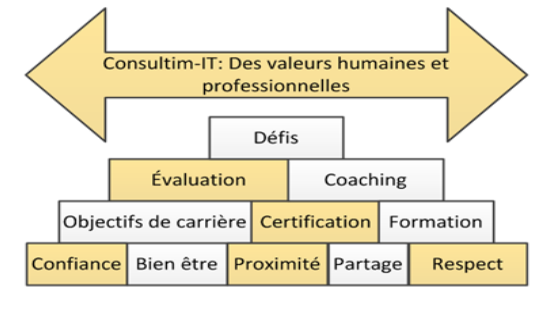 Consultim-IT: Des valeurs humaines et
professionnelles
Défis
Évaluation Coaching
Objectifs de carrière Certification Formation
Confiance Bien être Proximité Partage Respect